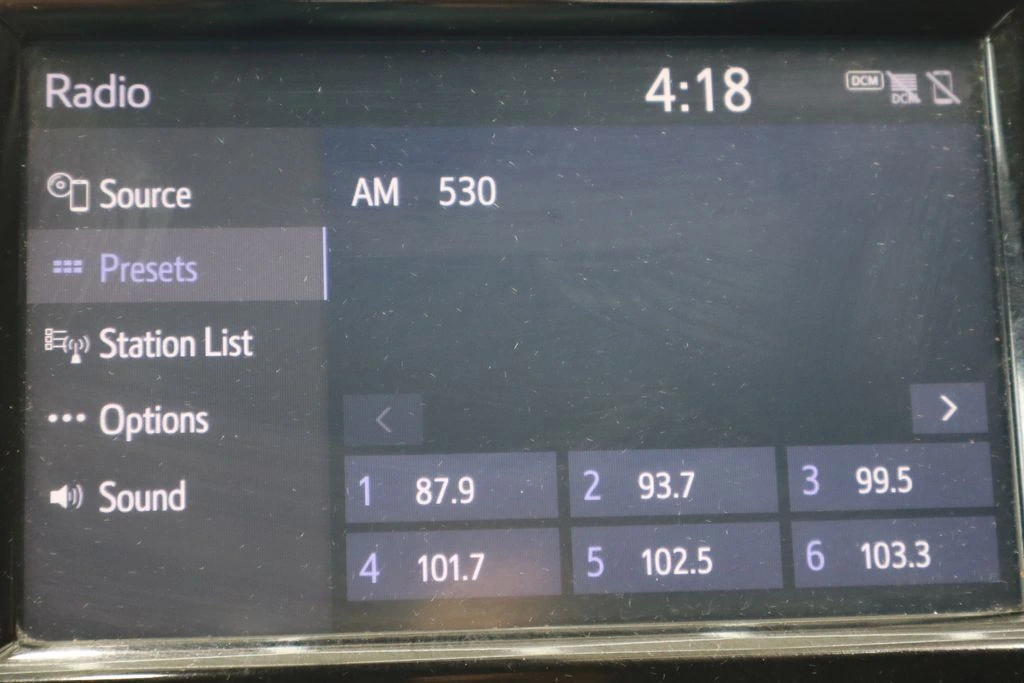 Radio
4:18
DCM
DCM
Source
AM 530
Presets
Station List
Options
Sound
1 87.9
2 93.7
3 99.5
4 101.7
5 102.5
6 103.3